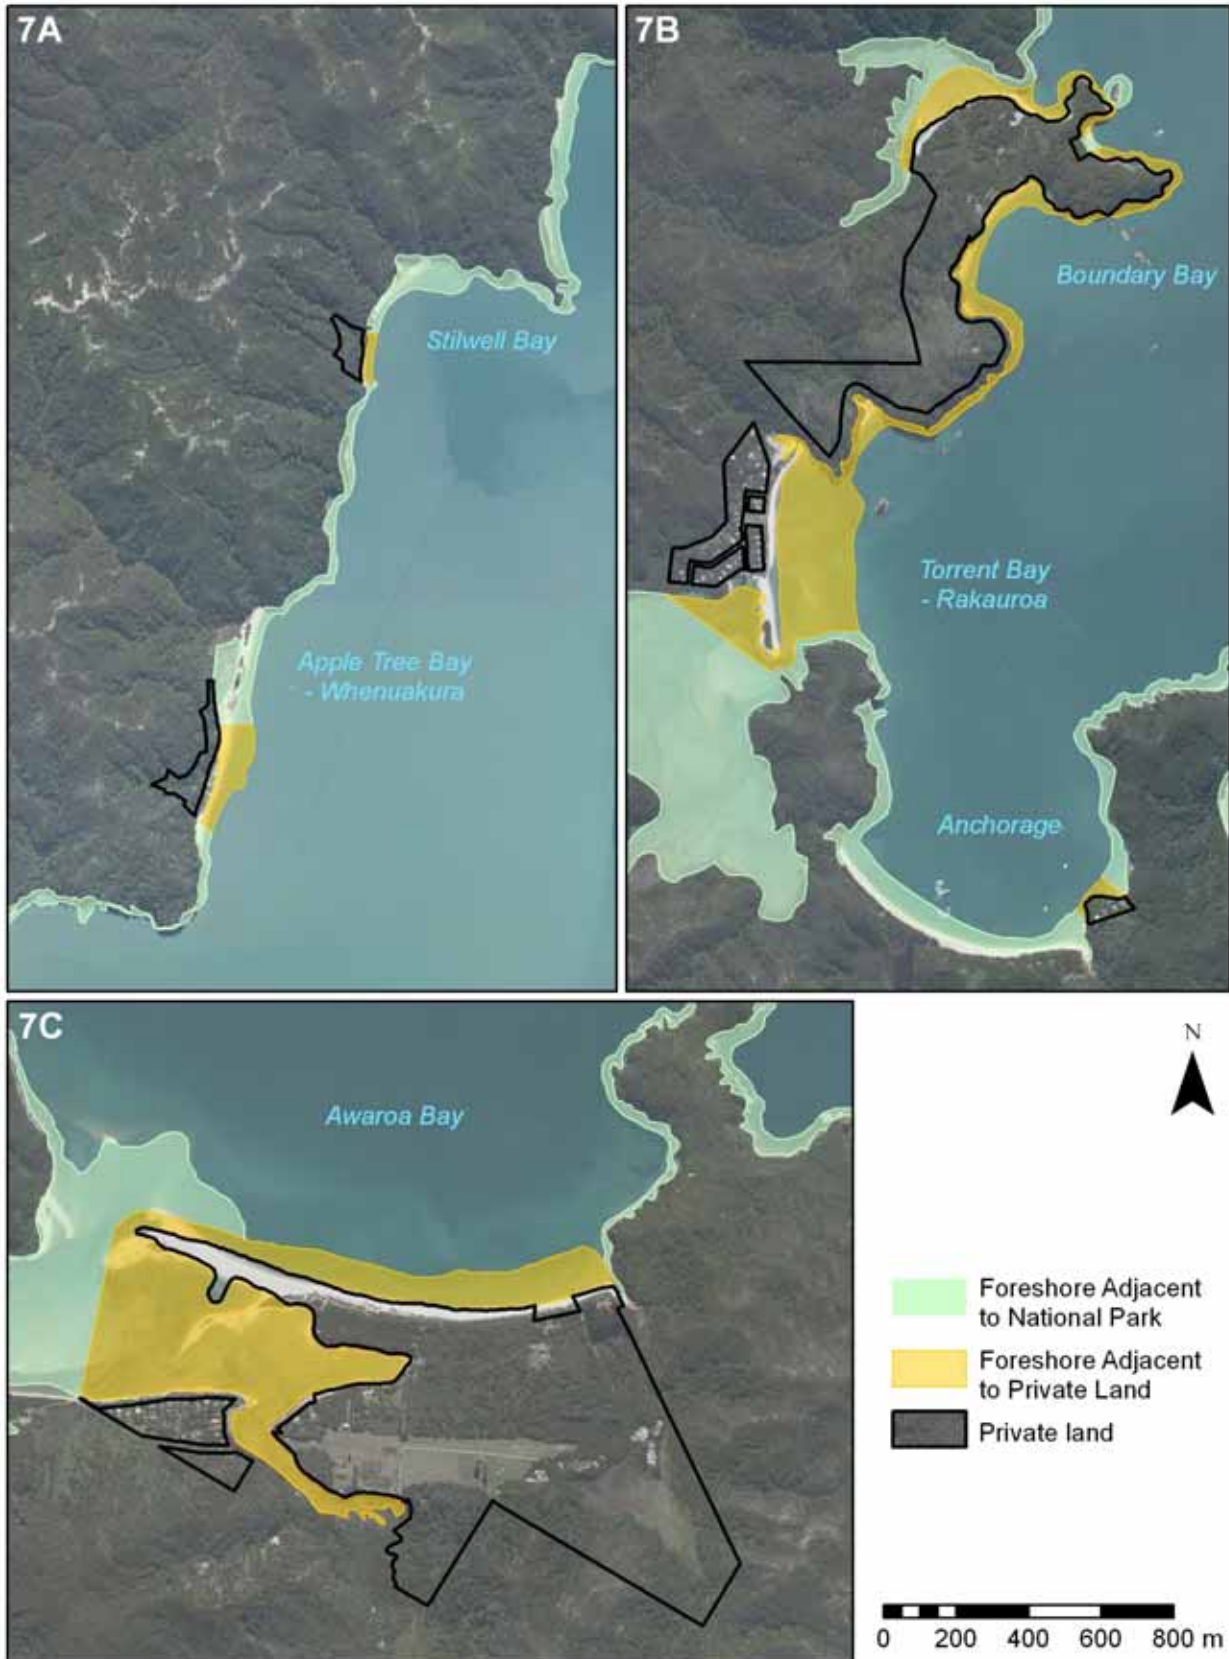 7A
Stilwell Bay
Apple Tree Bay
- Whenuakura
7B
Boundary Bay
Torrent Bay
- Rakauroa
Anchorage
7C
Awaroa Bay
N
Foreshore Adjacent
to National Park
Foreshore Adjacent
to Private Land
Private land
0 200 400 600 800 m